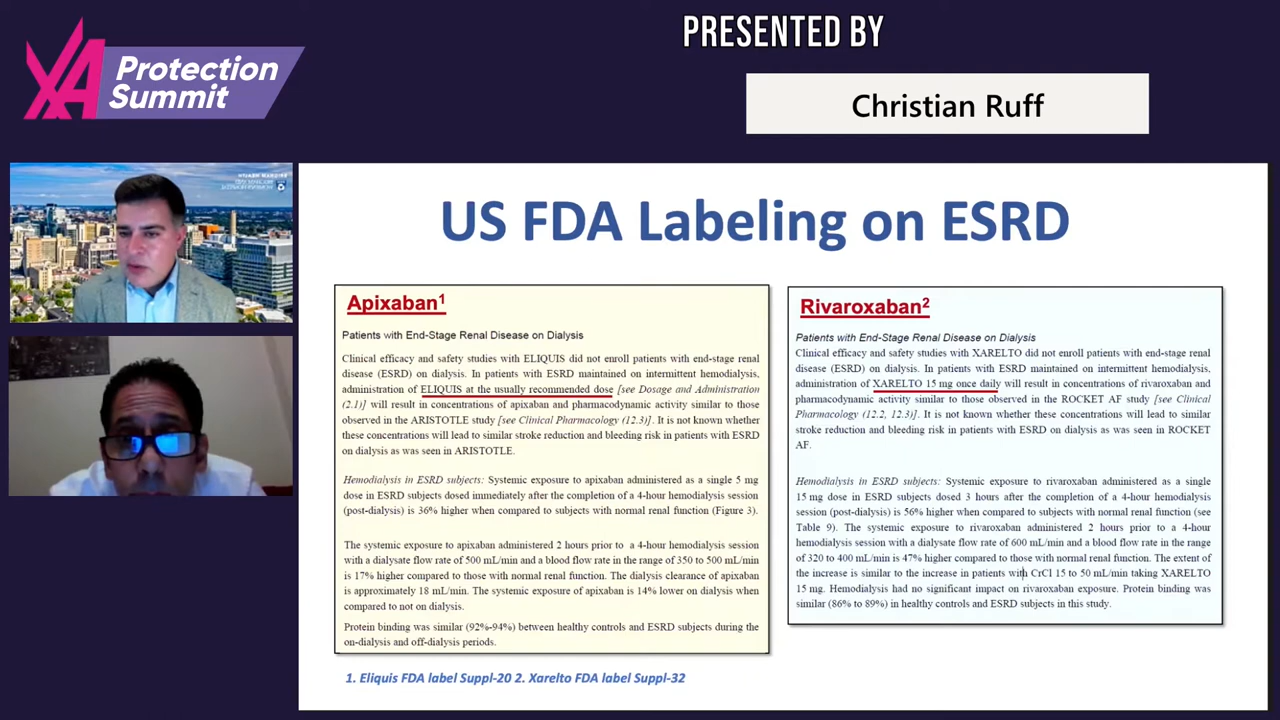 PRESENTED BY
XA Protection
Summit
Christian Ruff
US FDA Labeling on ESRD
Apixaban1
Patients with End-Stage Renal Disease on Dialysis
Clinical efficacy and safety studies with ELIQUIS did not enroll patients with end-stage renal
disease (ESRD) on dialysis. In patients with ESRD maintained on intermittent hemodialysis,
administration of ELIQUIS at the usually recommended dose [see Dosage and Administration
(2.1)] will result in concentrations of apixaban and pharmacodynamic activity similar to those
observed in the ARISTOTLE study [see Clinical Pharmacology (12.3)]. It is not known whether
these concentrations will lead to similar stroke reduction and bleeding risk in patients with ESRD
on dialysis as was seen in ARISTOTLE.
Hemodialysis in ESRD subjects: Systemic exposure to apixaban administered as a single 5 mg
dose in ESRD subjects dosed immediately after the completion of a 4-hour hemodialysis session
(post-dialysis) is 36% higher when compared to subjects with normal renal function (Figure 3).
The systemic exposure to apixaban administered 2 hours prior to a 4-hour hemodialysis session
with a dialysate flow rate of 500 mL/min and a blood flow rate in the range of 350 to 500 mL/min
is 17% higher compared to those with normal renal function. The dialysis clearance of apixaban
is approximately 18 mL/min. The systemic exposure of apixaban is 14% lower on dialysis when
compared to not on dialysis.
Protein binding was similar (92%-94%) between healthy controls and ESRD subjects during the
on-dialysis and off-dialysis periods.
Rivaroxaban2
Patients with End-Stage Renal Disease on Dialysis
Clinical efficacy and safety studies with XARELTO did not enroll patients with end-stage renal
disease (ESRD) on dialysis. In patients with ESRD maintained on intermittent hemodialysis,
administration of XARELTO 15 mg once daily will result in concentrations of rivaroxaban and
pharmacodynamic activity similar to those observed in the ROCKET AF study [see Clinical
Pharmacology (12.2, 12.3)]. It is not known whether these concentrations will lead to similar
stroke reduction and bleeding risk in patients with ESRD on dialysis as was seen in ROCKET
AF.
Hemodialysis in ESRD subjects: Systemic exposure to rivaroxaban administered as a single
15 mg dose in ESRD subjects dosed 3 hours after the completion of a 4-hour hemodialysis
session (post-dialysis) is 56% higher when compared to subjects with normal renal function (see
Table 9). The systemic exposure to rivaroxaban administered 2 hours prior to a 4-hour
hemodialysis session with a dialysate flow rate of 600 mL/min and a blood flow rate in the range
of 320 to 400 mL/min is 47% higher compared to those with normal renal function. The extent of
the increase is similar to the increase in patients with CrCl 15 to 50 mL/min taking XARELTO
15 mg. Hemodialysis had no significant impact on rivaroxaban exposure. Protein binding was
similar (86% to 89%) in healthy controls and ESRD subjects in this study.
1. Eliquis FDA label Suppl-20 2. Xarelto FDA label Suppl-32